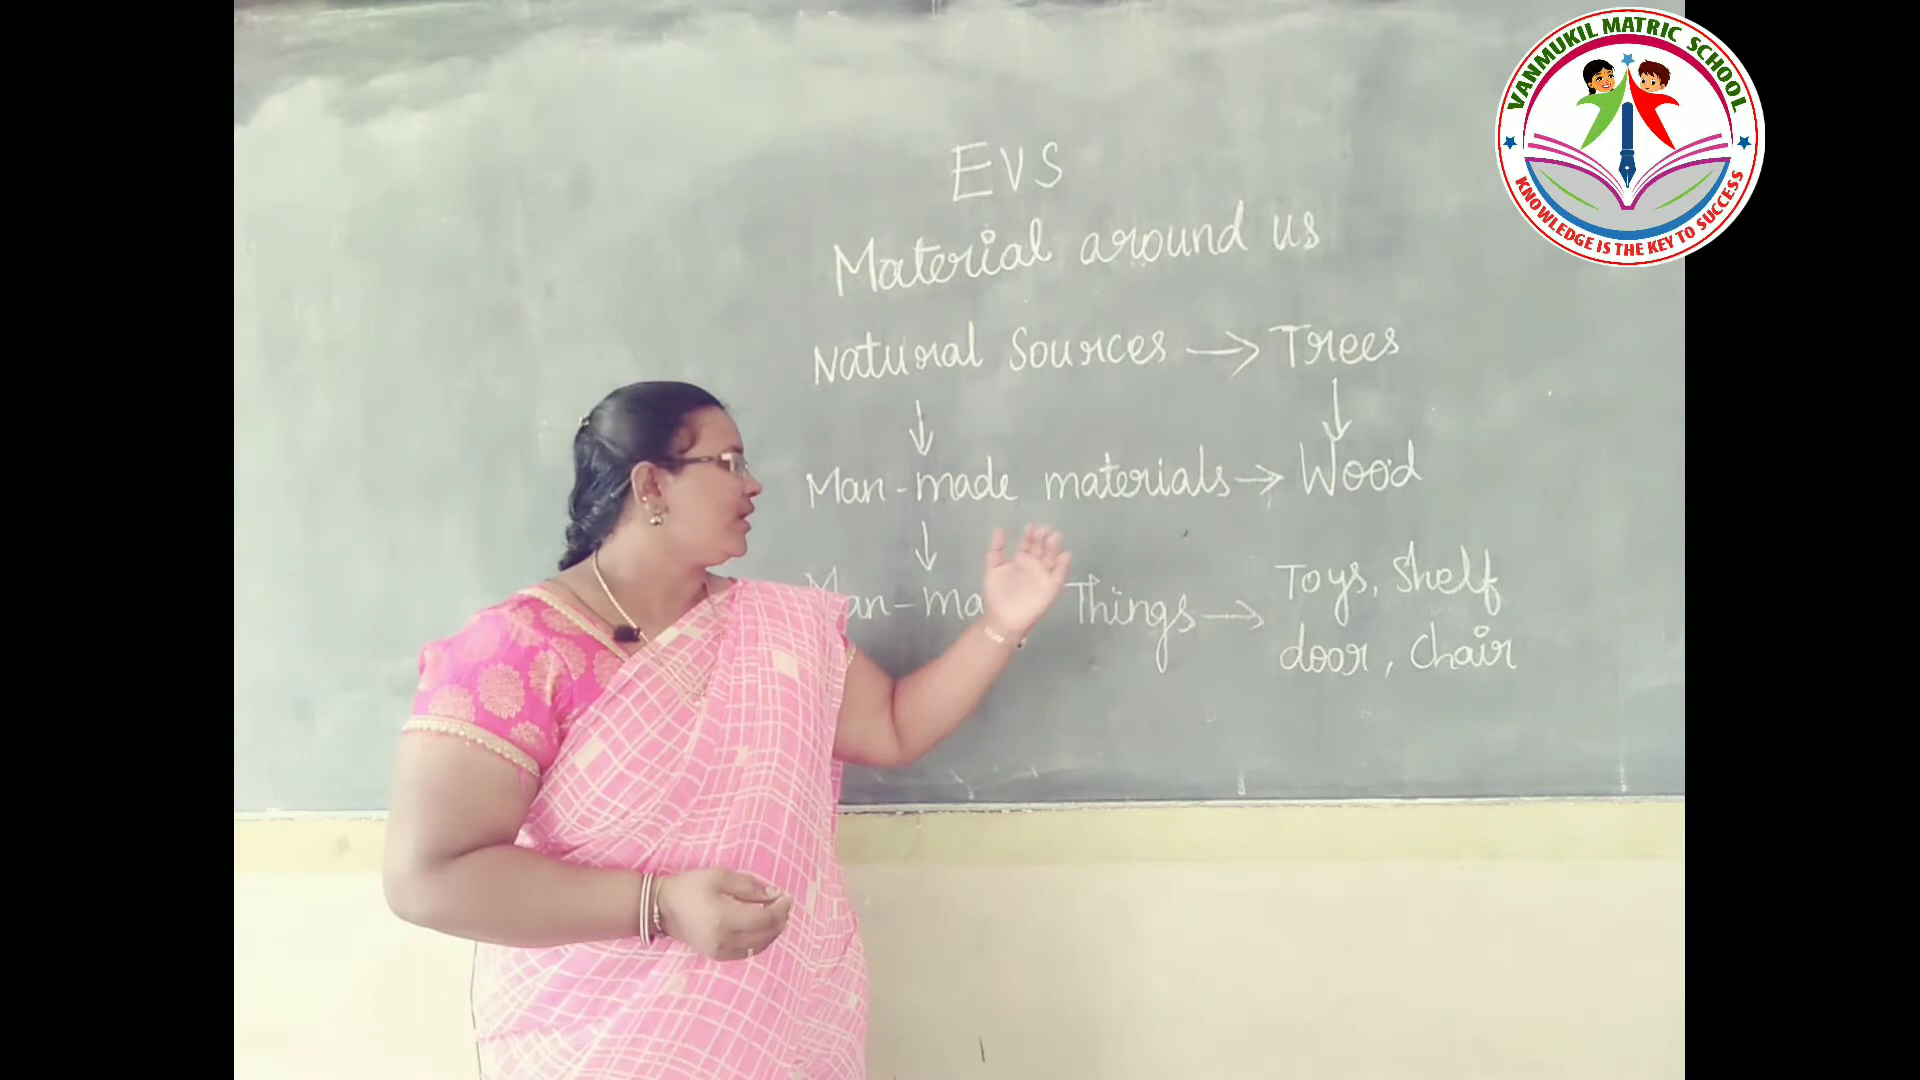 VANMUKIL MATRIC SCHOOL
KNOWLEDGE IS THE KEY TO SUCCESS
EVS
Material around us
Natural Sources → Trees
↓ ↓
Man-made materials → Wood
↓
Man-ma Things → Toys, Shelf
door, Chair